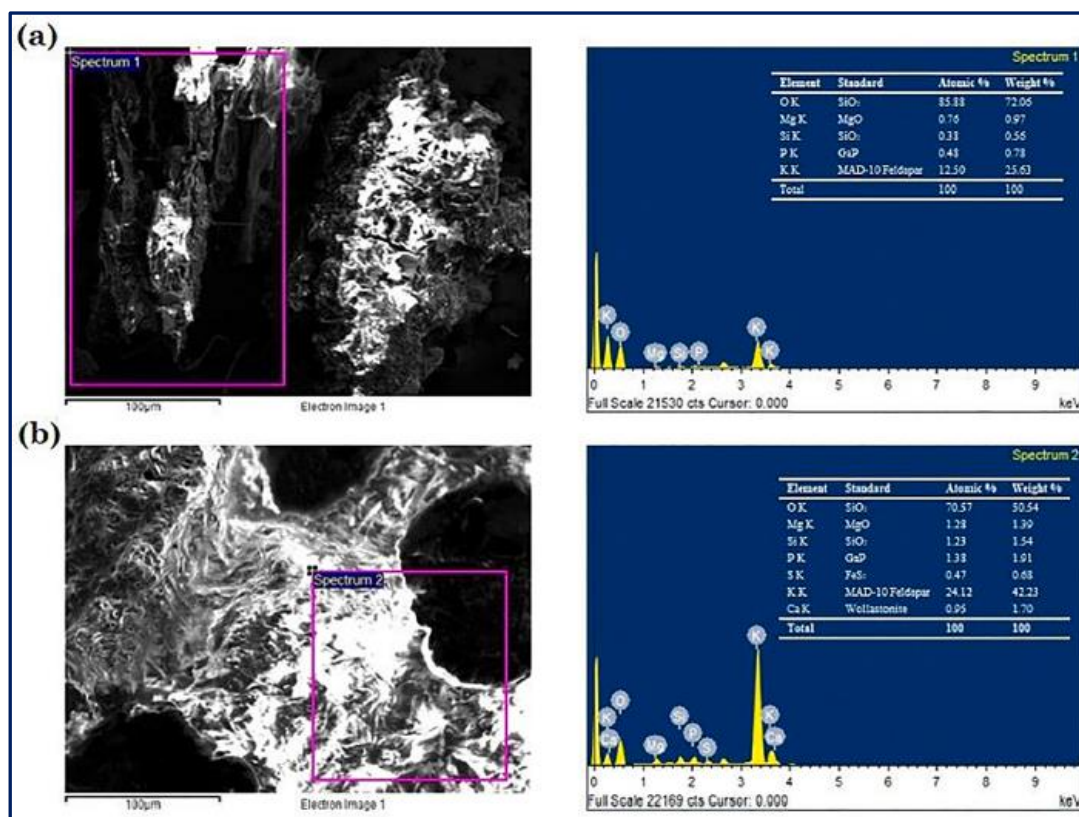 (a)
Spectrum 1
100µm
Electron Image 1
Spectrum 1
Element Standard Atomic % Weight %
O K SiO₂ 85.88 72.06
Mg K MgO 0.76 0.97
Si K SiO₂ 0.38 0.56
P K GaP 0.48 0.78
K K MAD-10 Feldspar 12.50 25.63
Total 100 100
K O Mg Si P K K
0 1 2 3 4 5 6 7 8 9
Full Scale 21530 cts Cursor: 0.000 keV
(b)
Spectrum 2
100µm
Electron Image 1
Spectrum 2
Element Standard Atomic % Weight %
O K SiO₂ 70.57 50.54
Mg K MgO 1.28 1.39
Si K SiO₂ 1.23 1.54
P K GaP 1.38 1.91
S K FeS₂ 0.47 0.68
K K MAD-10 Feldspar 24.12 42.23
Ca K Wollastonite 0.95 1.70
Total 100 100
K
O Si
K P K
Ca Mg S Ca
0 1 2 3 4 5 6 7 8 9
Full Scale 22169 cts Cursor: 0.000 keV